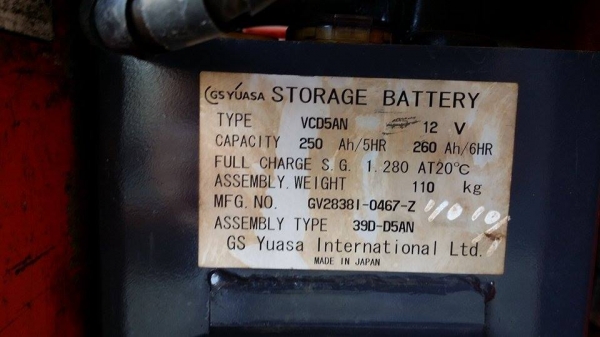 GS YUASA STORAGE BATTERY
TYPE VCD5AN 12 V
CAPACITY 250 Ah/5HR 260 Ah/6HR
FULL CHARGE S.G. 1.280 AT20°C
ASSEMBLY.WEIGHT 110 kg
MFG.NO. GV28381-0467-Z
ASSEMBLY TYPE 39D-D5AN
GS Yuasa International Ltd.
MADE IN JAPAN